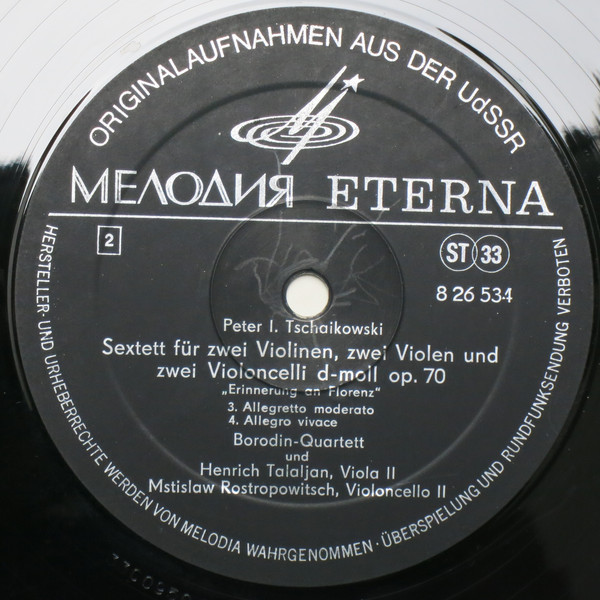 ORIGINALAUFNAHMEN AUS DER UdSSR
МЕЛОДИЯ ETERNA
2
ST 33
8 26 534
Peter I. Tschaikowski
Sextett für zwei Violinen, zwei Violen und
zwei Violoncelli d-moll op. 70
„Erinnerung an Florenz“
3. Allegretto moderato
4. Allegro vivace
Borodin-Quartett
und
Henrich Talaljan, Viola II
Mstislaw Rostropowitsch, Violoncello II
HERSTELLER- UND URHEBERRECHTE WERDEN VON MELODIA WAHRGENOMMEN · ÜBERSPIELUNG UND RUNDFUNKSENDUNG VERBOTEN